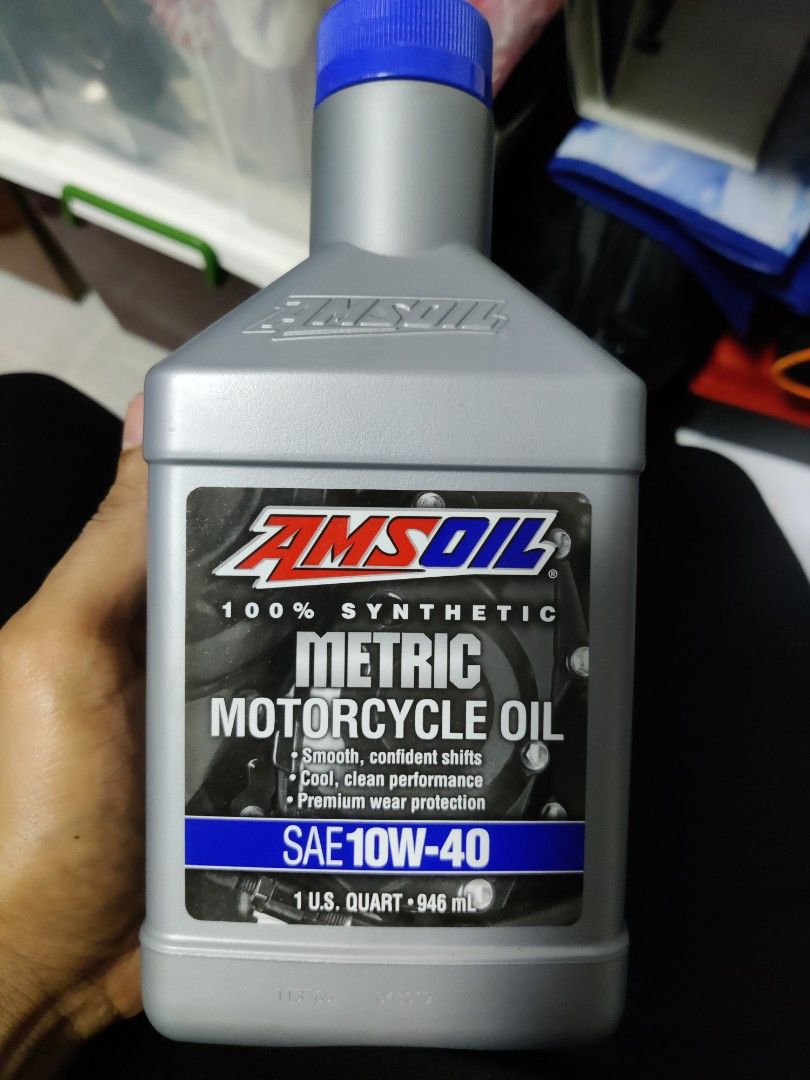 AMSOIL
AMSOIL®
100% SYNTHETIC
METRIC
MOTORCYCLE OIL
• Smooth, confident shifts
• Cool, clean performance
• Premium wear protection
SAE 10W-40
1 U.S. QUART • 946 mL